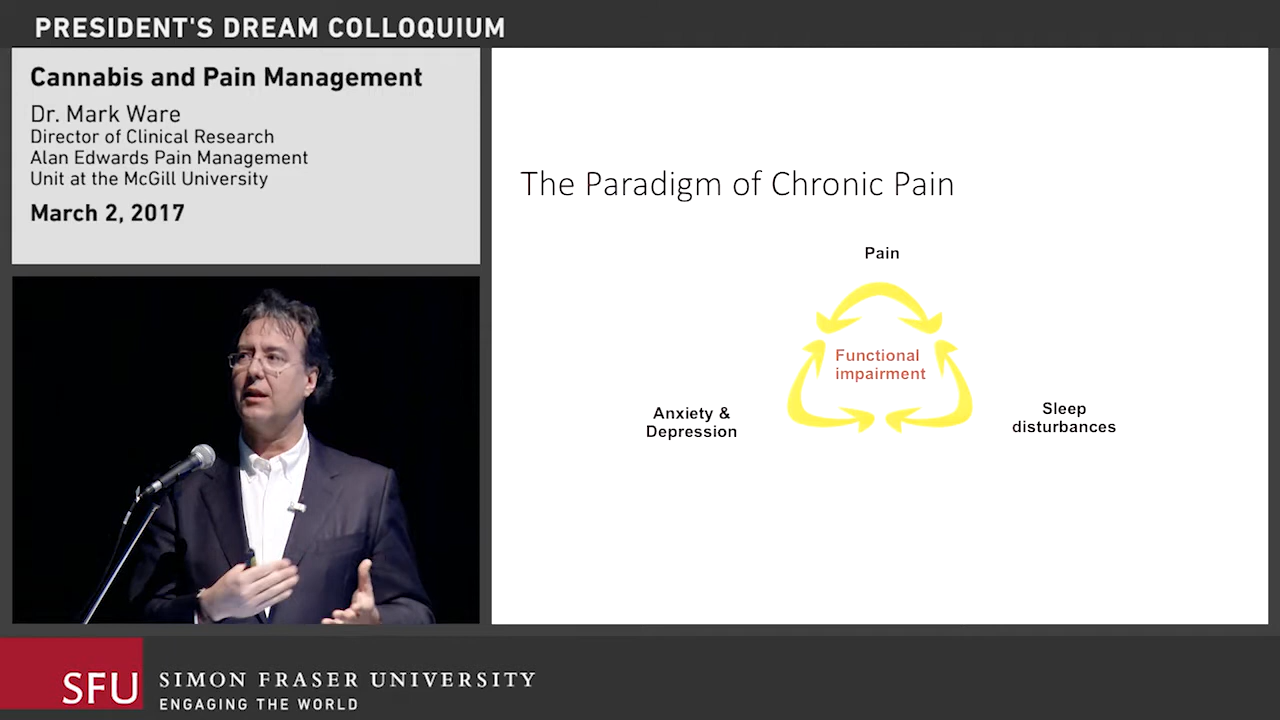 PRESIDENT'S DREAM COLLOQUIUM
Cannabis and Pain Management
Dr. Mark Ware
Director of Clinical Research
Alan Edwards Pain Management
Unit at the McGill University
March 2, 2017
The Paradigm of Chronic Pain
Pain
Functional
impairment
Anxiety &
Depression
Sleep
disturbances
SFU
SIMON FRASER UNIVERSITY
ENGAGING THE WORLD